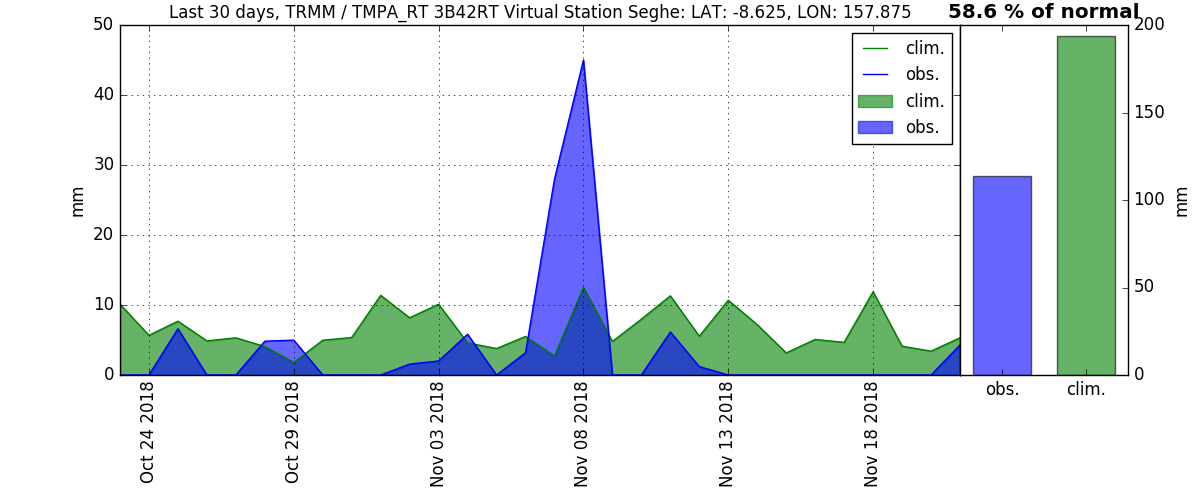 Last 30 days, TRMM / TMPA_RT 3B42RT Virtual Station Seghe: LAT: -8.625, LON: 157.875
58.6 % of normal
50
40
30
20
10
0
mm
clim.
obs.
clim.
obs.
Oct 24 2018
Oct 29 2018
Nov 03 2018
Nov 08 2018
Nov 13 2018
Nov 18 2018
200
150
100
50
0
mm
obs.
clim.